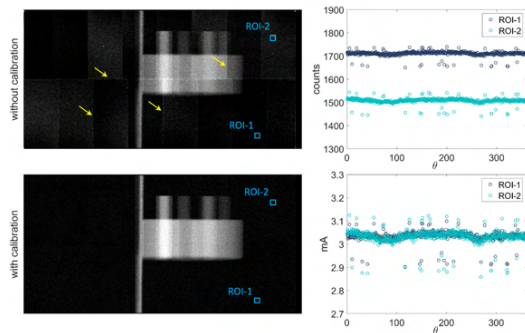 without calibration
ROI-2
ROI-1
1900
1800
1700
1600
1500
1400
1300
counts
0
100
200
300
θ
ROI-1
ROI-2
with calibration
ROI-2
ROI-1
3.3
3.2
3.1
3
2.9
2.8
2.7
mA
0
100
200
300
θ
ROI-1
ROI-2